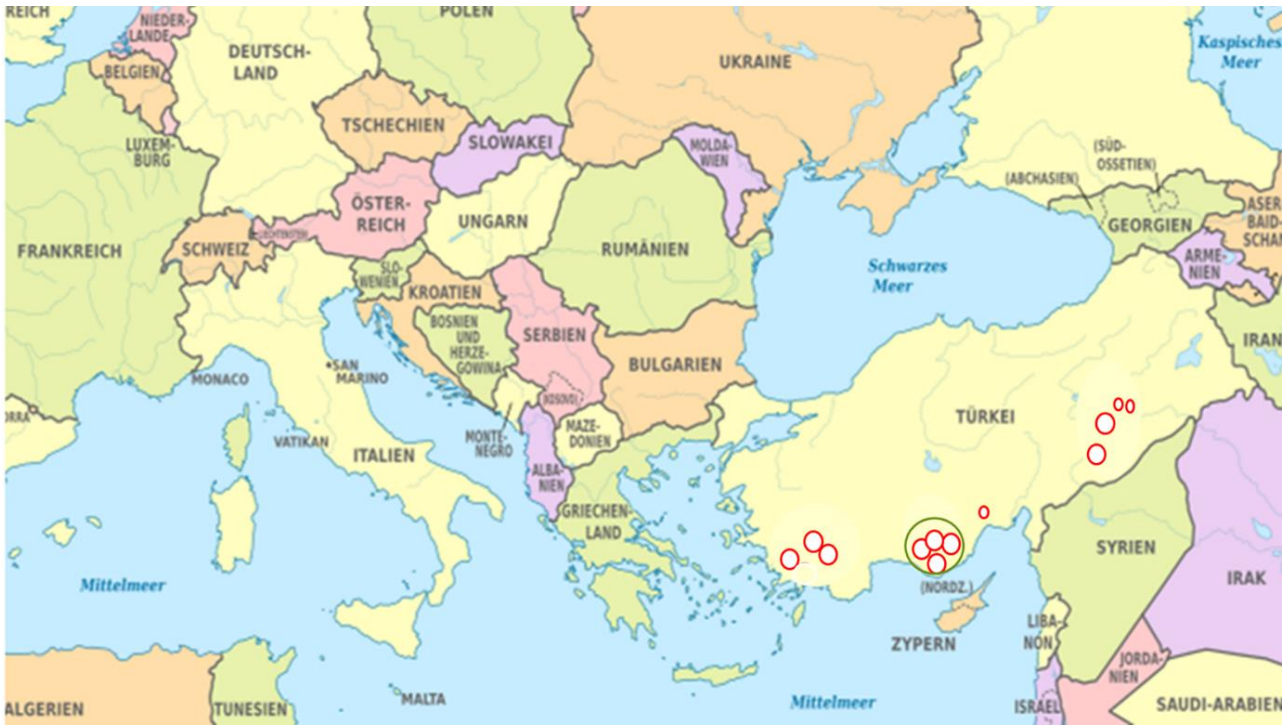 REICH
NIEDER-
LANDE
DEUTSCH-
LAND
POLEN
UKRAINE
Kaspisches
Meer
BELGIEN
LUXEM-
BURG
TSCHECHIEN
SLOWAKEI
MOLDA-
WIEN
(SÜD-
OSSETIEN)
(ABCHASIEN)
GEORGIEN
ASER
BAID-
SCHAN
ARME-
NIEN
FRANKREICH
SCHWEIZ
LIECHTENSTEIN
ÖSTER-
REICH
UNGARN
RUMÄNIEN
Schwarzes
Meer
SLO-
WENIEN
KROATIEN
BOSNIEN
UND
HERZE-
GOWINA
SERBIEN
BULGARIEN
IRAN
MONACO
SAN
MARINO
(KOSOVO)
TÜRKEI
ORRA
VATIKAN
ITALIEN
MONTE-
NEGRO
MAZE-
DONIEN
ALBA-
NIEN
GRIECHEN-
LAND
SYRIEN
IRAK
Mittelmeer
(NORDZ.)
ZYPERN
LIBA-
NON
JORDA-
NIEN
ALGERIEN
TUNESIEN
MALTA
Mittelmeer
ISRAEL
SAUDI-ARABIEN